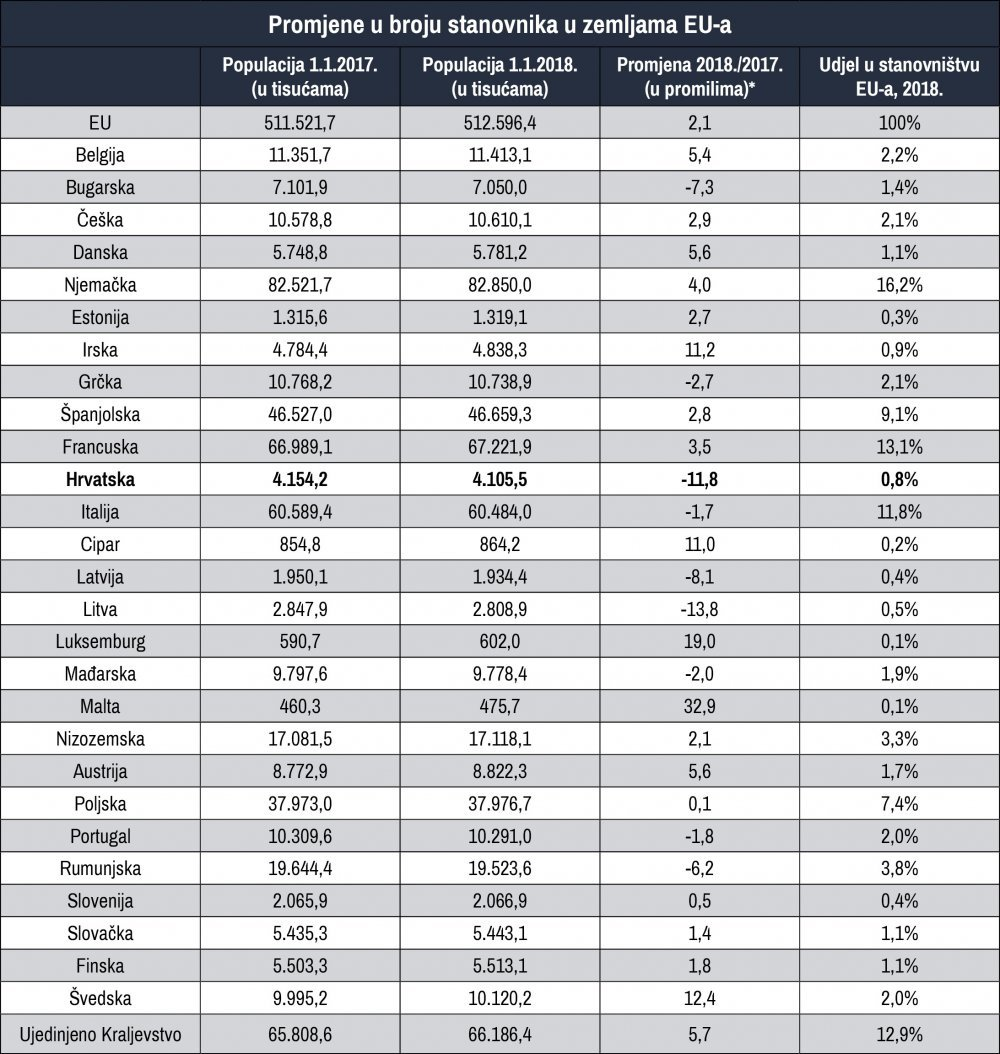 Promjene u broju stanovnika u zemljama EU-a
Populacija 1.1.2017. (u tisućama) Populacija 1.1.2018. (u tisućama) Promjena 2018./2017. (u promilima)* Udjel u stanovništvu EU-a, 2018.
EU 511.521,7 512.596,4 2,1 100%
Belgija 11.351,7 11.413,1 5,4 2,2%
Bugarska 7.101,9 7.050,0 -7,3 1,4%
Češka 10.578,8 10.610,1 2,9 2,1%
Danska 5.748,8 5.781,2 5,6 1,1%
Njemačka 82.521,7 82.850,0 4,0 16,2%
Estonija 1.315,6 1.319,1 2,7 0,3%
Irska 4.784,4 4.838,3 11,2 0,9%
Grčka 10.768,2 10.738,9 -2,7 2,1%
Španjolska 46.527,0 46.659,3 2,8 9,1%
Francuska 66.989,1 67.221,9 3,5 13,1%
Hrvatska 4.154,2 4.105,5 -11,8 0,8%
Italija 60.589,4 60.484,0 -1,7 11,8%
Cipar 854,8 864,2 11,0 0,2%
Latvija 1.950,1 1.934,4 -8,1 0,4%
Litva 2.847,9 2.808,9 -13,8 0,5%
Luksemburg 590,7 602,0 19,0 0,1%
Mađarska 9.797,6 9.778,4 -2,0 1,9%
Malta 460,3 475,7 32,9 0,1%
Nizozemska 17.081,5 17.118,1 2,1 3,3%
Austrija 8.772,9 8.822,3 5,6 1,7%
Poljska 37.973,0 37.976,7 0,1 7,4%
Portugal 10.309,6 10.291,0 -1,8 2,0%
Rumunjska 19.644,4 19.523,6 -6,2 3,8%
Slovenija 2.065,9 2.066,9 0,5 0,4%
Slovačka 5.435,3 5.443,1 1,4 1,1%
Finska 5.503,3 5.513,1 1,8 1,1%
Švedska 9.995,2 10.120,2 12,4 2,0%
Ujedinjeno Kraljevstvo 65.808,6 66.186,4 5,7 12,9%